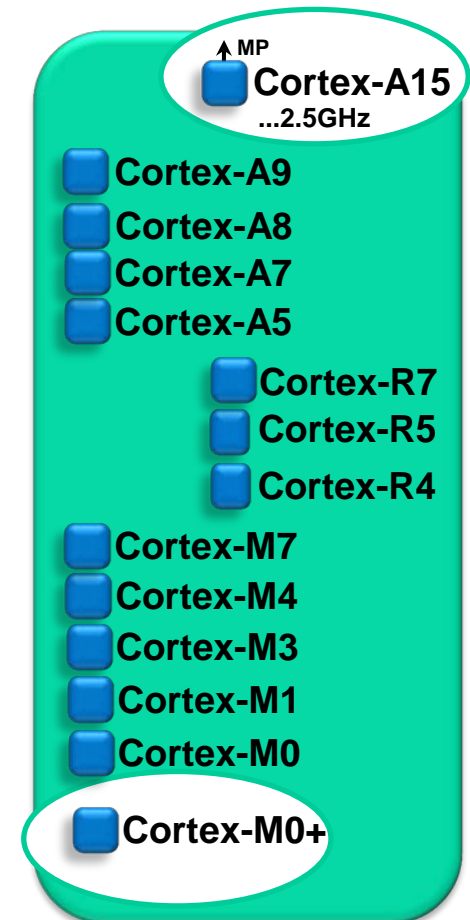 MP
Cortex-A15
...2.5GHz
Cortex-A9
Cortex-A8
Cortex-A7
Cortex-A5
Cortex-R7
Cortex-R5
Cortex-R4
Cortex-M7
Cortex-M4
Cortex-M3
Cortex-M1
Cortex-M0
Cortex-M0+